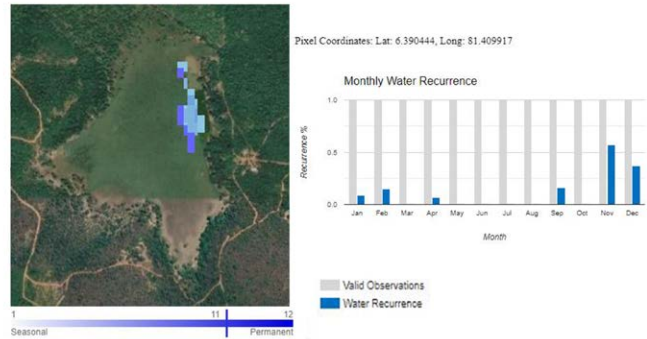 Pixel Coordinates: Lat: 6.390444, Long: 81.409917
Monthly Water Recurrence
1.0
0.5
0.0
Recurrence %
Jan Feb Mar Apr May Jun Jul Aug Sep Oct Nov Dec
Month
Valid Observations
Water Recurrence
1 11 12
Seasonal Permanent